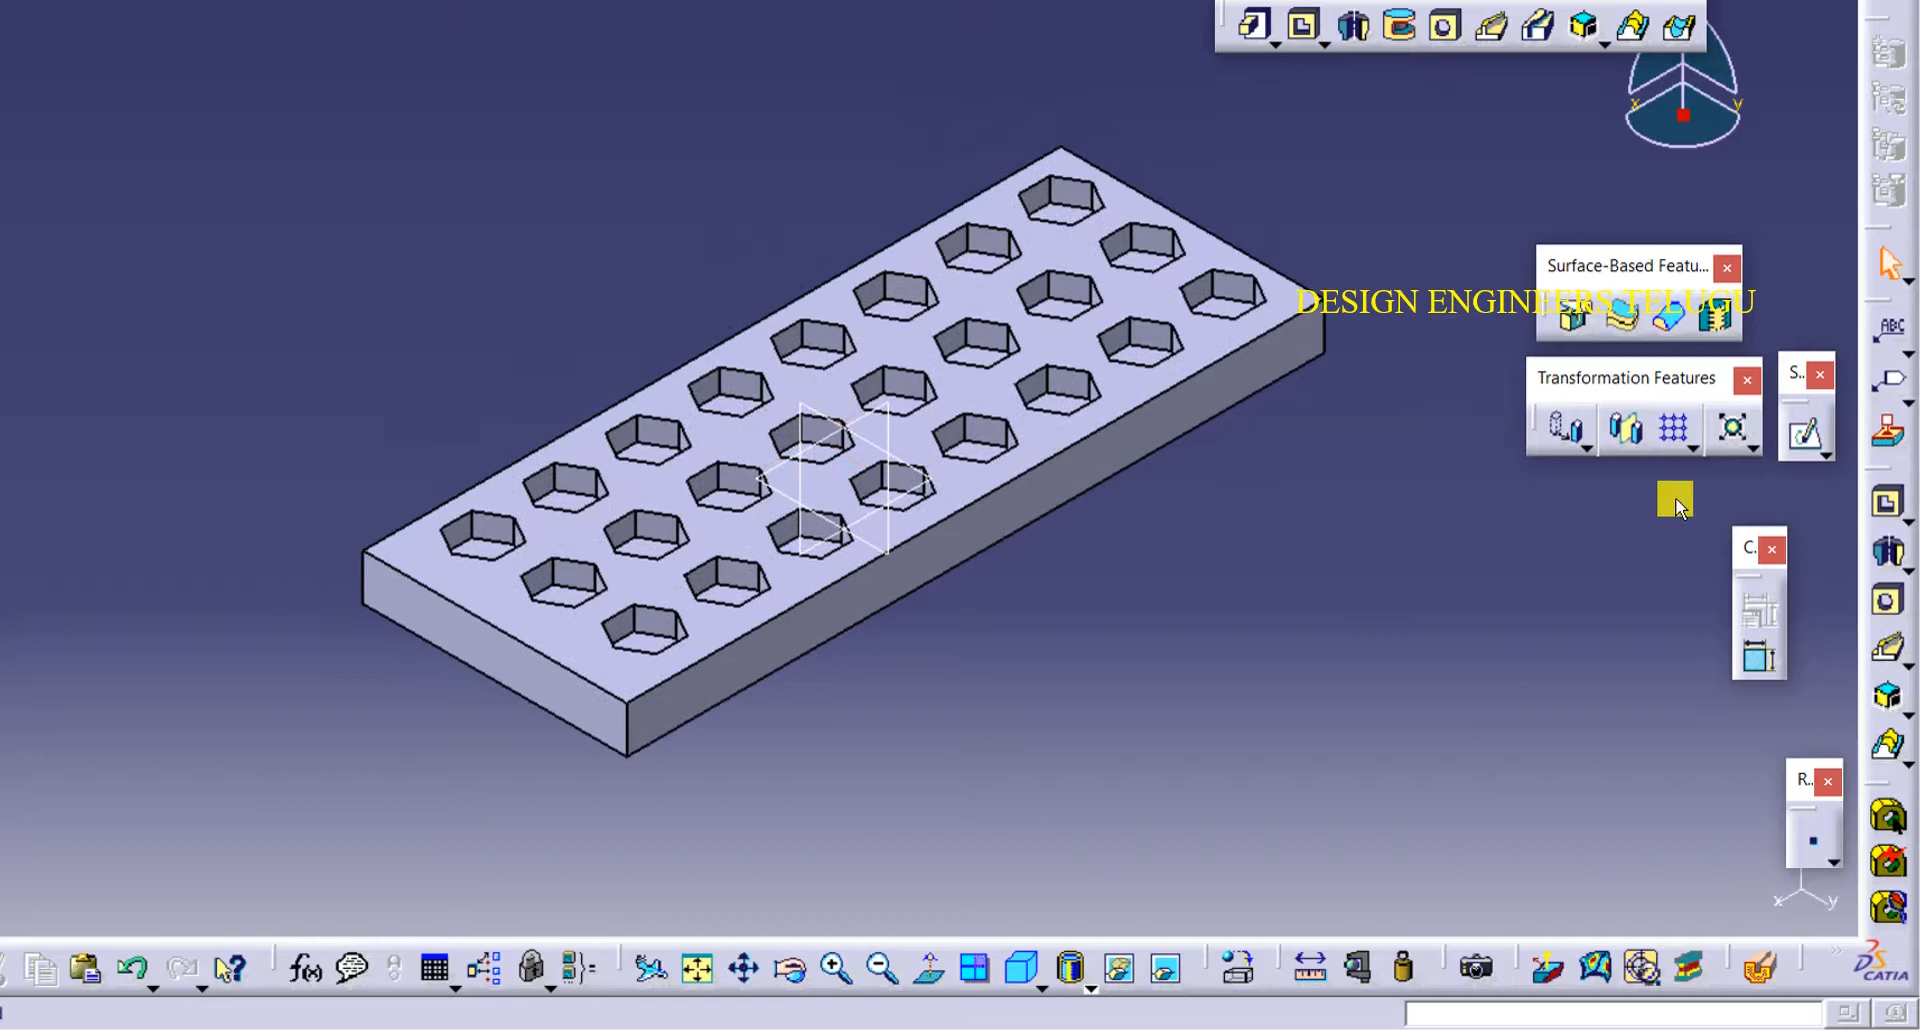 x
y
Surface-Based Featu...
DESIGN ENGINEERS TELUGU
Transformation Features
S..
ABC
C.
R..
x
y
f(x)
CATIA